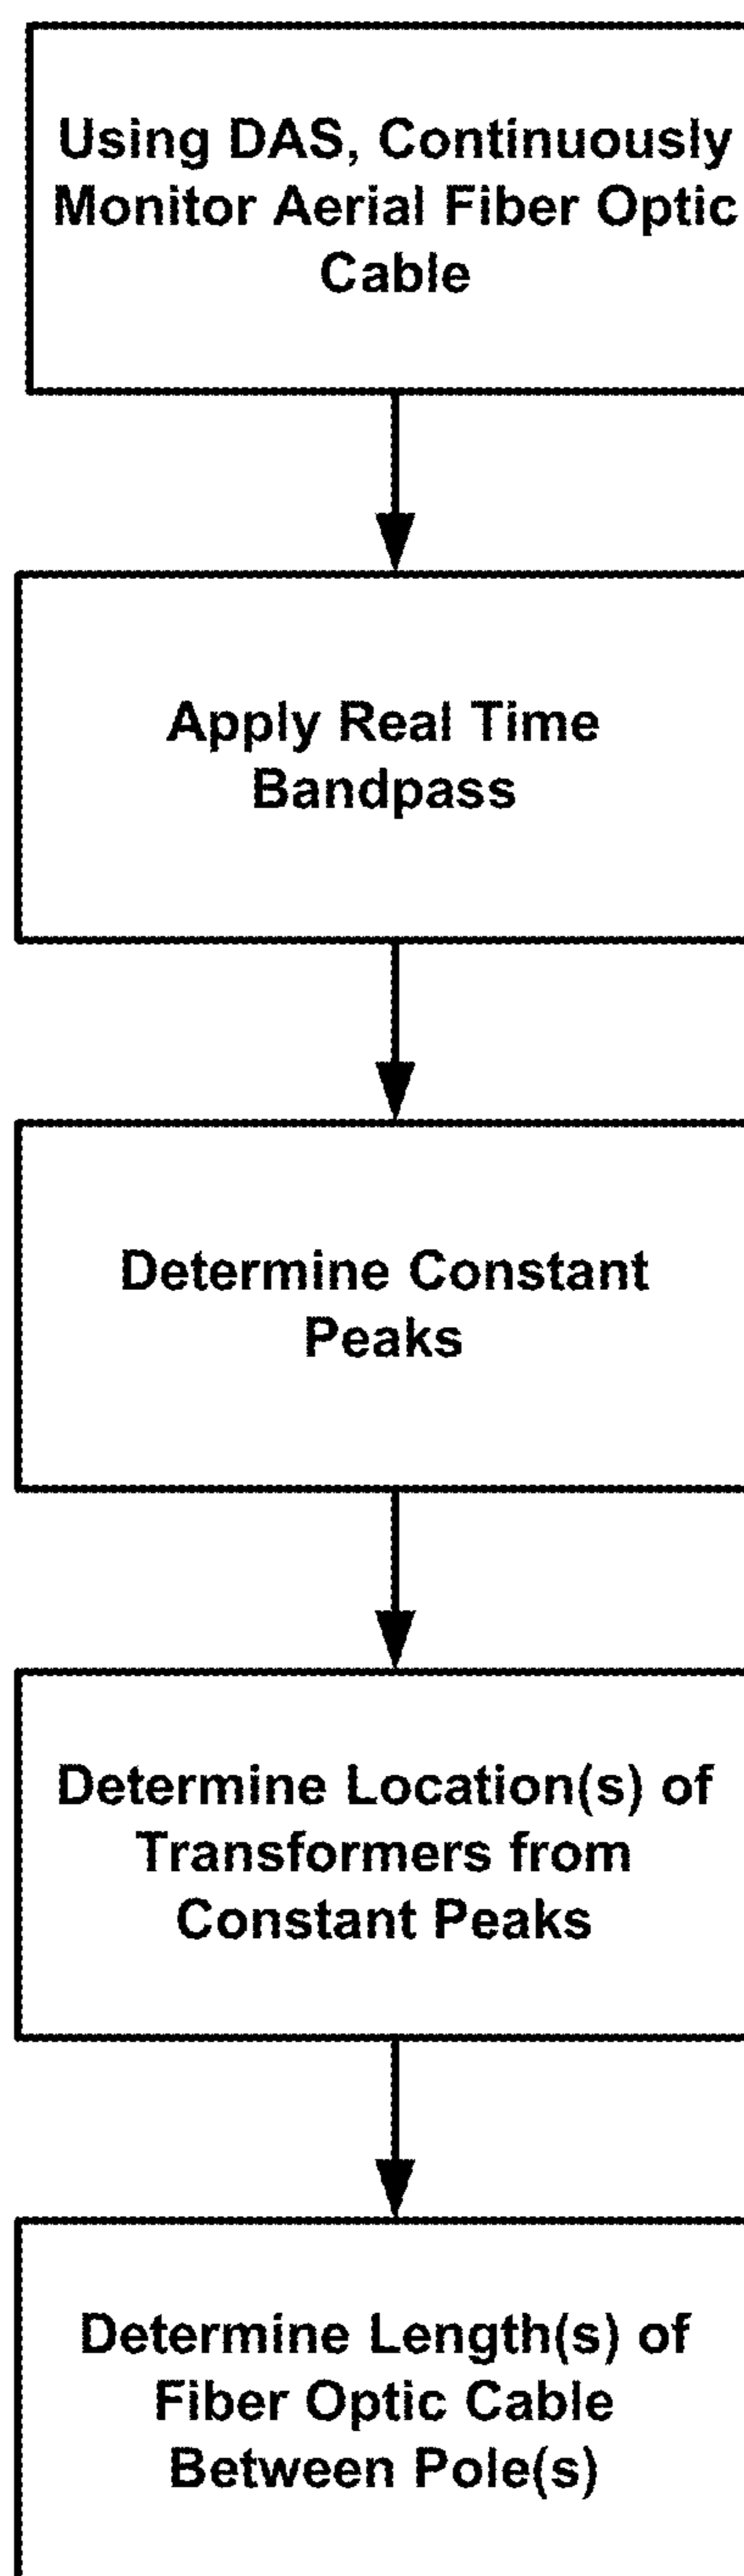 Using DAS, Continuously
Monitor Aerial Fiber Optic
Cable
Apply Real Time
Bandpass
Determine Constant
Peaks
Determine Location(s) of
Transformers from
Constant Peaks
Determine Length(s) of
Fiber Optic Cable
Between Pole(s)